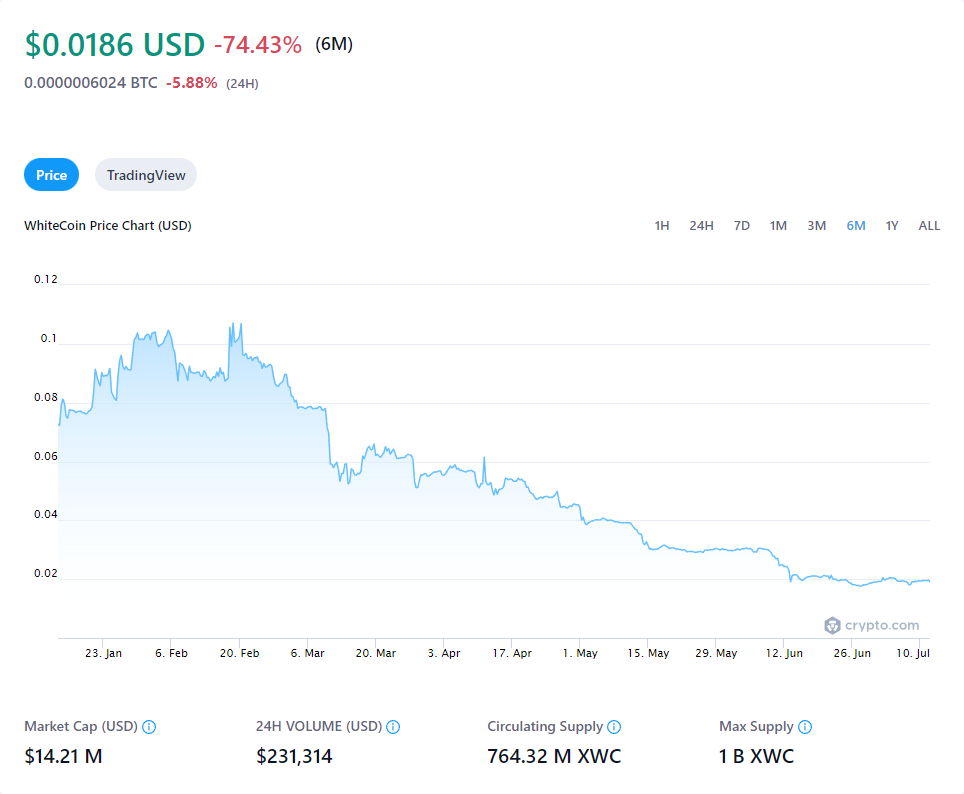 $0.0186 USD -74.43% (6M)
0.0000006024 BTC -5.88% (24H)
Price TradingView
WhiteCoin Price Chart (USD) 1H 24H 7D 1M 3M 6M 1Y ALL
0.12
0.1
0.08
0.06
0.04
0.02
crypto.com
23. Jan 6. Feb 20. Feb 6. Mar 20. Mar 3. Apr 17. Apr 1. May 15. May 29. May 12. Jun 26. Jun 10. Jul
Market Cap (USD) 24H VOLUME (USD) Circulating Supply Max Supply
$14.21 M $231,314 764.32 M XWC 1 B XWC